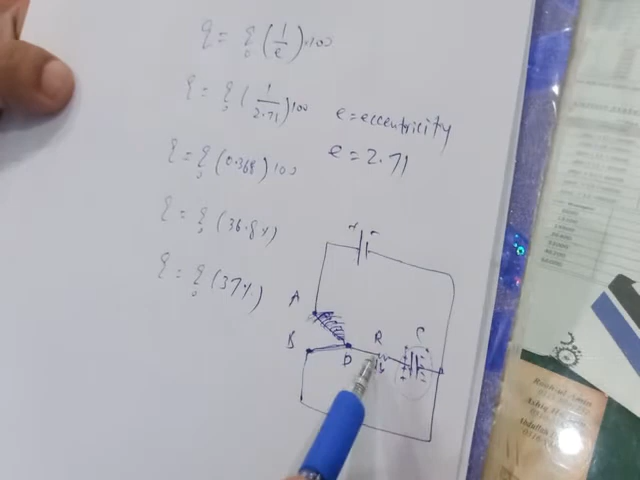 q = q₀ (1/e) × 100
q = q₀ (1/2.71) 100
e = eccentricity
q = q₀ (0.368) 100
e = 2.71
q = q₀ (36.8%)
q = q₀ (37%)
+ -
A
B
D
R
C